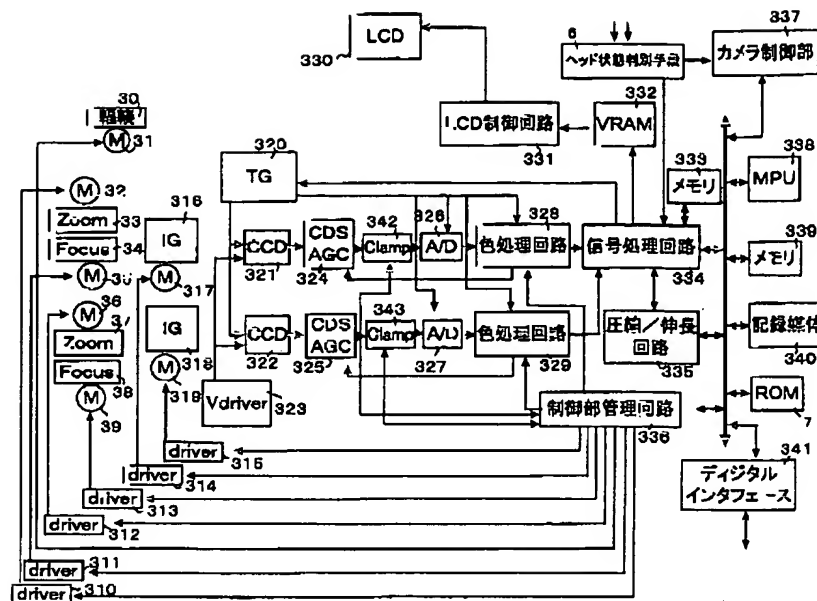 LCD
330
6
ヘッド状態判別手段
337
カメラ制御部
332
VRAM
LCD制御回路
331
30
輻輳
M
31
320
TG
333
メモリ
338
MPU
M
32
Zoom
33
Focus
34
316
IG
M
317
CCD
321
CDS
AGC
324
342
Clamp
326
A/D
328
色処理回路
信号処理回路
334
339
メモリ
M
35
M
36
37
Zoom
Focus
38
M
39
IG
318
M
319
CCD
322
CDS
AGC
325
343
Clamp
A/D
327
色処理回路
329
圧縮/伸長
回路
335
記録媒体
340
Vdriver
323
制御部管理回路
336
ROM
7
driver
315
driver
314
driver
313
driver
312
driver
311
driver
310
341
ディジタル
インタフェース